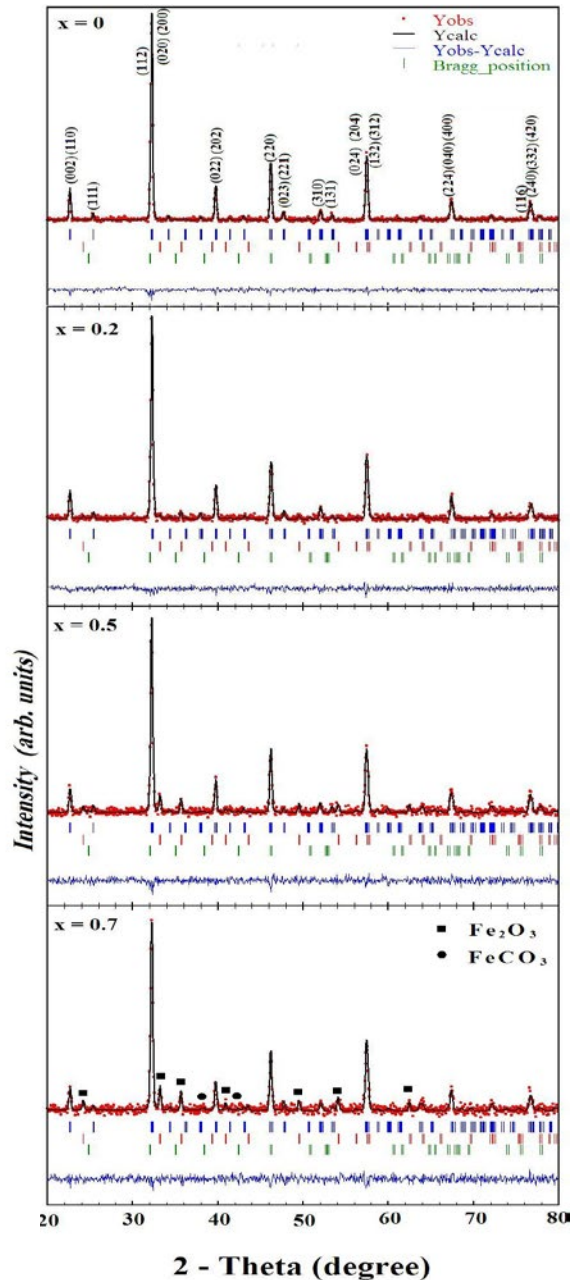 x = 0
Yobs
Ycalc
Yobs-Ycalc
Bragg_position
(002) (110)
(111)
(112)
(020) (200)
(022) (202)
(220)
(023) (221)
(310)
(131)
(024) (204)
(132) (312)
(224) (040) (400)
(116)
(240) (332) (420)
x = 0.2
x = 0.5
x = 0.7
Fe₂O₃
FeCO₃
Intensity (arb. units)
20 30 40 50 60 70 80
2 - Theta (degree)